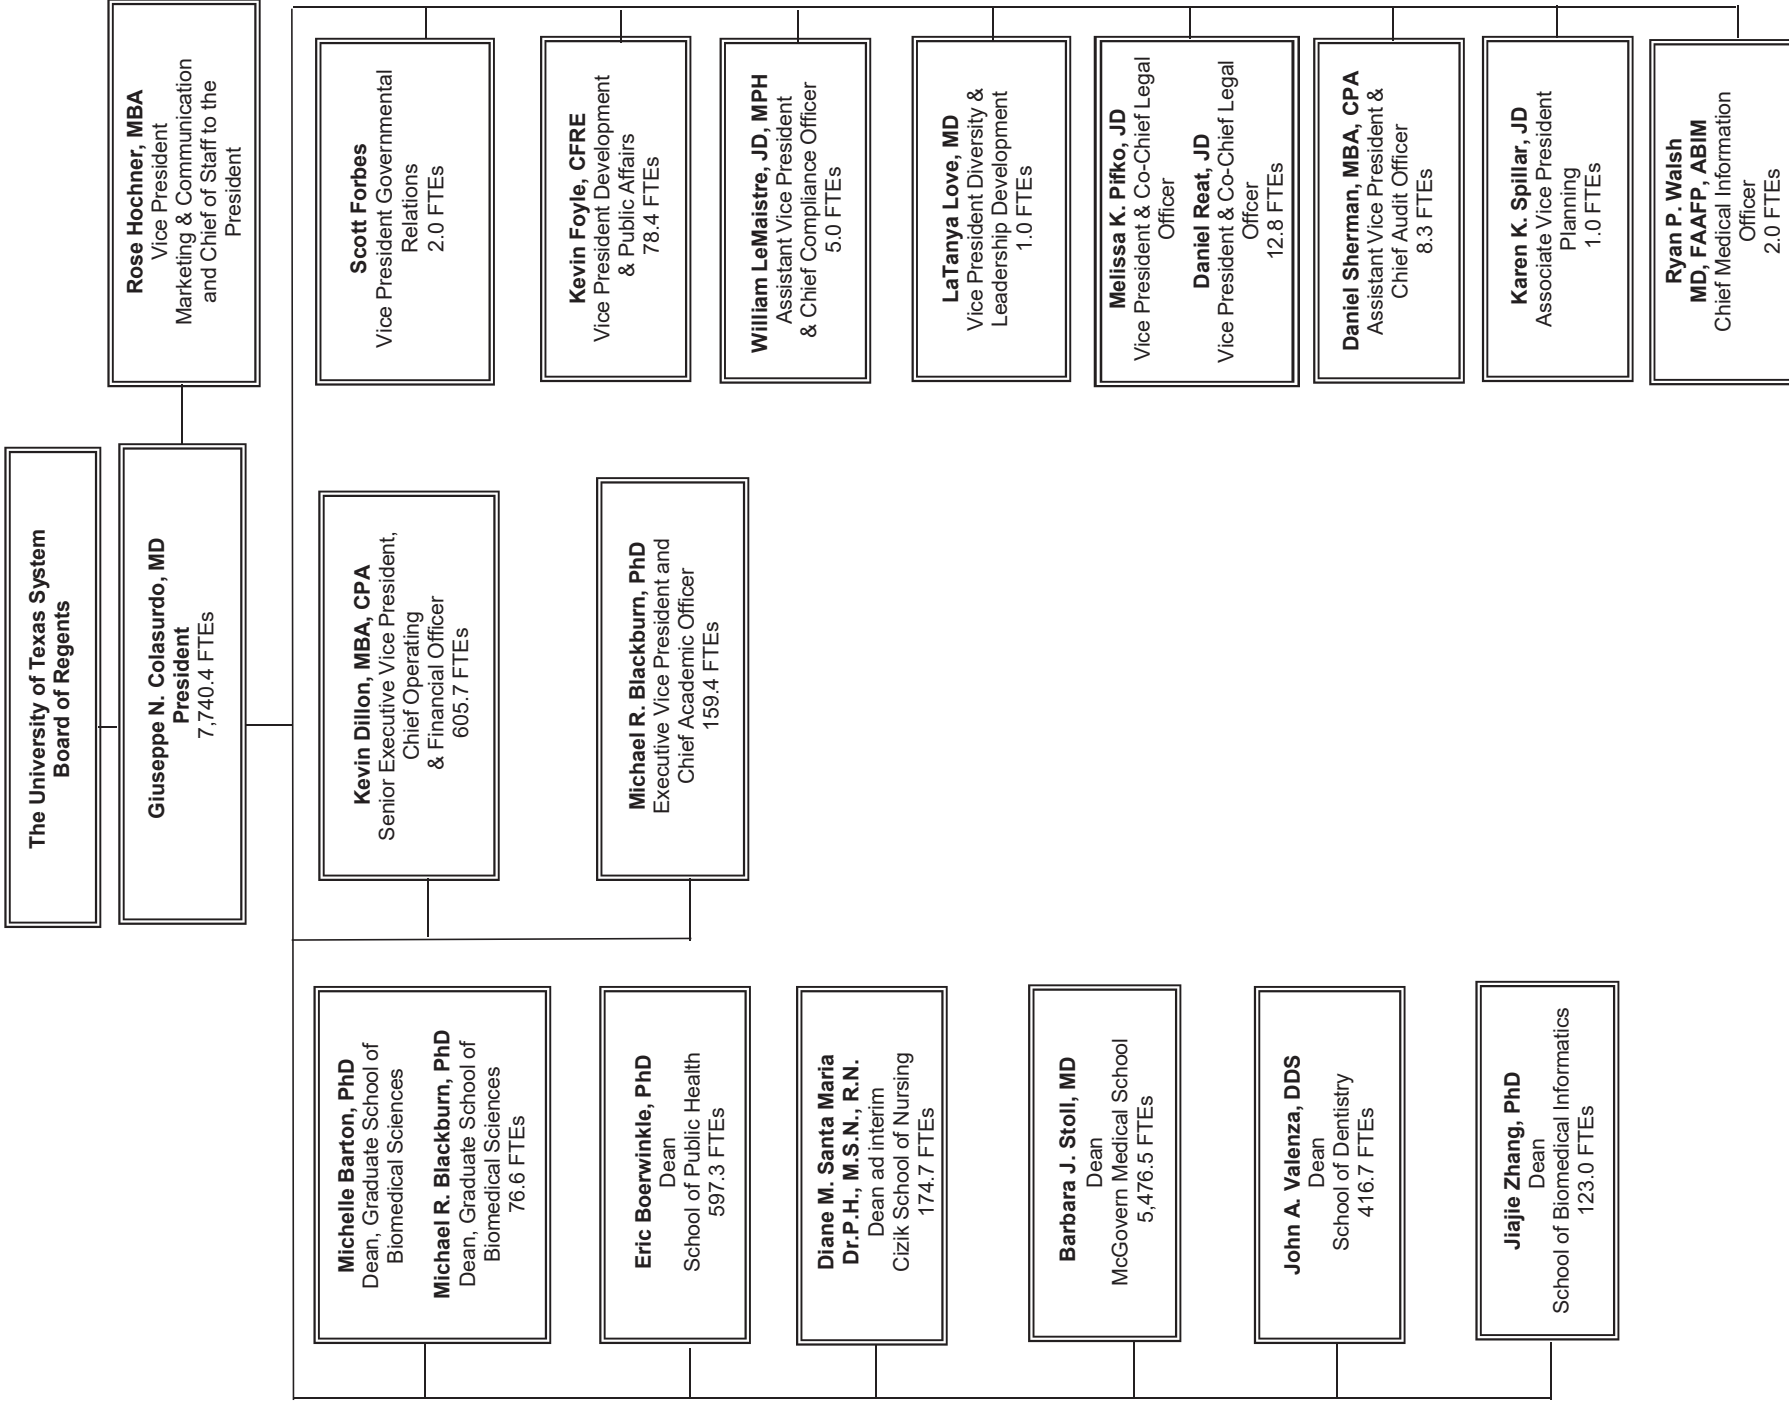 The University of Texas System
Board of Regents
Giuseppe N. Colasurdo, MD
President
7,740.4 FTEs
Rose Hochner, MBA
Vice President
Marketing & Communication
and Chief of Staff to the
President
Michelle Barton, PhD
Dean, Graduate School of
Biomedical Sciences
Michael R. Blackburn, PhD
Dean, Graduate School of
Biomedical Sciences
76.6 FTEs
Eric Boerwinkle, PhD
Dean
School of Public Health
597.3 FTEs
Diane M. Santa Maria
Dr.P.H., M.S.N., R.N.
Dean ad interim
Cizik School of Nursing
174.7 FTEs
Barbara J. Stoll, MD
Dean
McGovern Medical School
5,476.5 FTEs
John A. Valenza, DDS
Dean
School of Dentistry
416.7 FTEs
Jiajie Zhang, PhD
Dean
School of Biomedical Informatics
123.0 FTEs
Kevin Dillon, MBA, CPA
Senior Executive Vice President,
Chief Operating
& Financial Officer
605.7 FTEs
Michael R. Blackburn, PhD
Executive Vice President and
Chief Academic Officer
159.4 FTEs
Scott Forbes
Vice President Governmental
Relations
2.0 FTEs
Kevin Foyle, CFRE
Vice President Development
& Public Affairs
78.4 FTEs
William LeMaistre, JD, MPH
Assistant Vice President
& Chief Compliance Officer
5.0 FTEs
LaTanya Love, MD
Vice President Diversity &
Leadership Development
1.0 FTEs
Melissa K. Pifko, JD
Vice President & Co-Chief Legal
Officer
Daniel Reat, JD
Vice President & Co-Chief Legal
Offcer
12.8 FTEs
Daniel Sherman, MBA, CPA
Assistant Vice President &
Chief Audit Officer
8.3 FTEs
Karen K. Spillar, JD
Associate Vice President
Planning
1.0 FTEs
Ryan P. Walsh
MD, FAAFP, ABIM
Chief Medical Information
Officer
2.0 FTEs